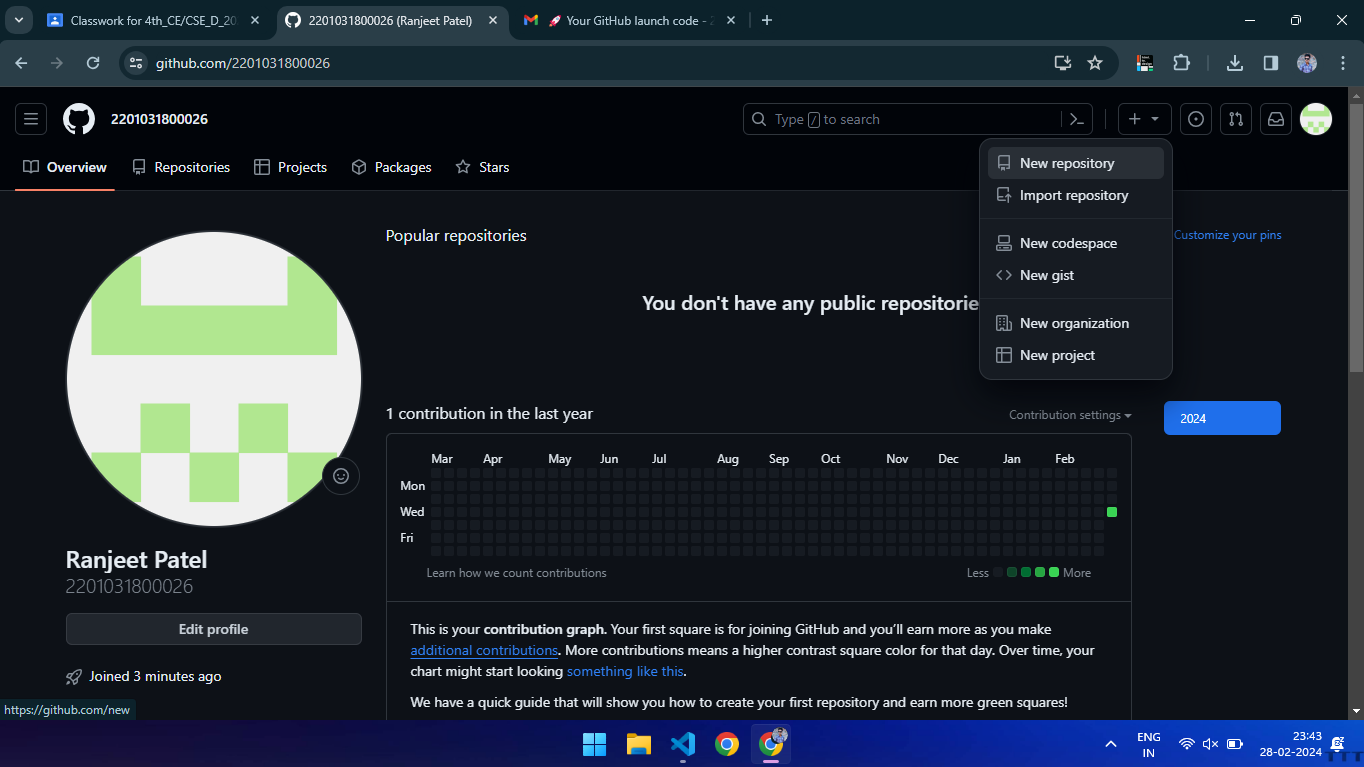 Classwork for 4th_CE/CSE_D_20
2201031800026 (Ranjeet Patel)
🚀 Your GitHub launch code - 2
github.com/2201031800026
2201031800026
Type / to search
Overview
Repositories
Projects
Packages
Stars
New repository
Import repository
New codespace
New gist
New organization
New project
Popular repositories
Customize your pins
You don't have any public repositorie
1 contribution in the last year
Contribution settings
2024
Mar Apr May Jun Jul Aug Sep Oct Nov Dec Jan Feb
Mon
Wed
Fri
Learn how we count contributions
Less
More
Ranjeet Patel
2201031800026
Edit profile
Joined 3 minutes ago
This is your contribution graph. Your first square is for joining GitHub and you'll earn more as you make
additional contributions. More contributions means a higher contrast square color for that day. Over time, your
chart might start looking something like this.
We have a quick guide that will show you how to create your first repository and earn more green squares!
https://github.com/new
ENG
IN
23:43
28-02-2024